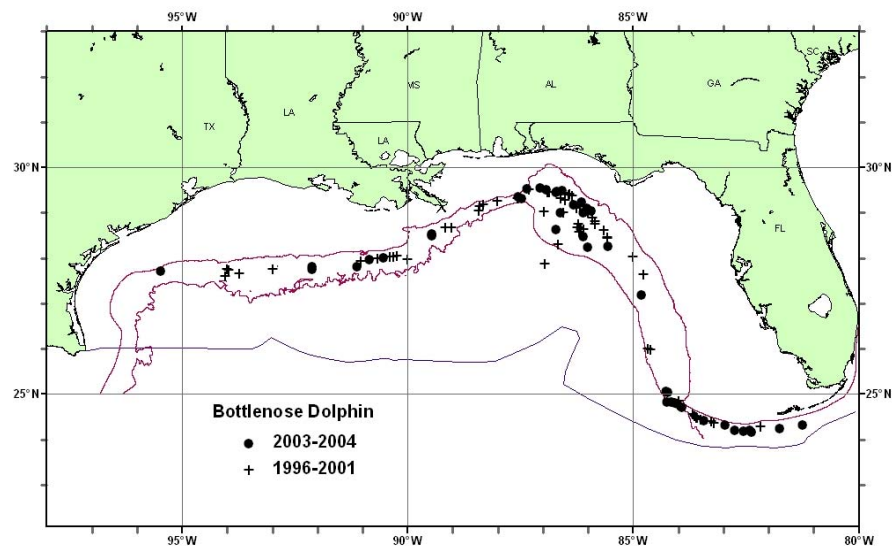 95°W 90°W 85°W
SC
MS AL GA
LA
TX
LA
30°N 30°N
FL
25°N 25°N
Bottlenose Dolphin
2003-2004
1996-2001
95°W 90°W 85°W 80°W